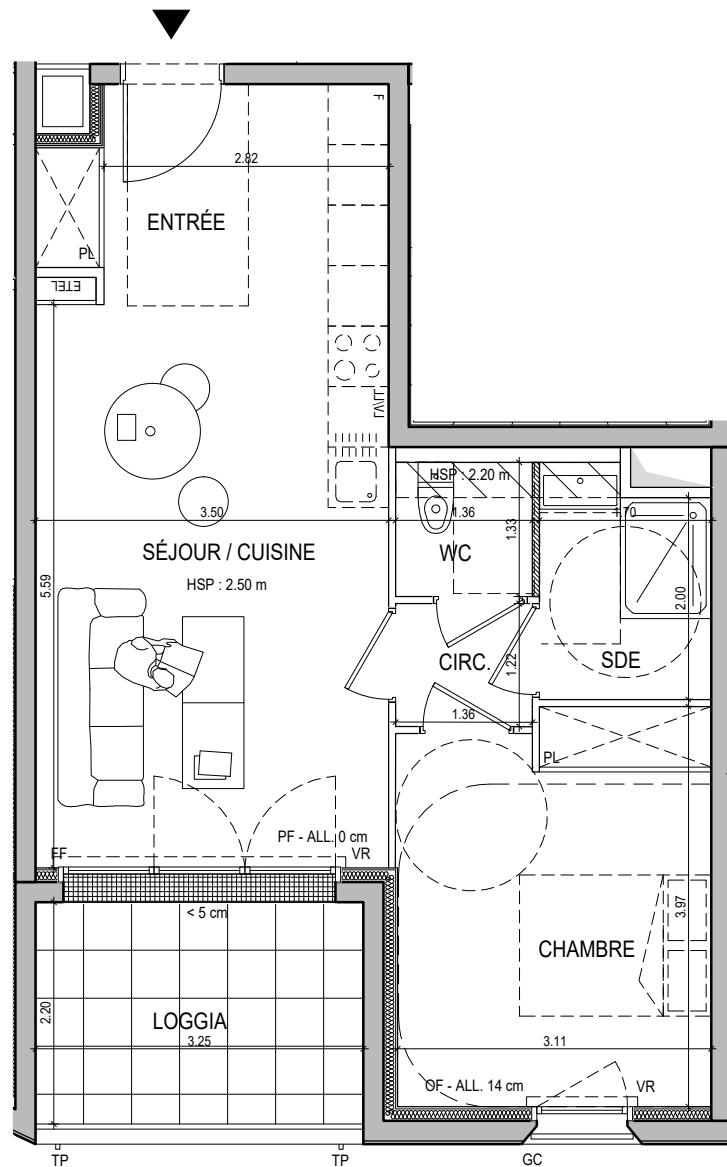 F
2.82
ENTRÉE
PL
ETEL
LV\LL
HSP : 2.20 m
3.50
1.36
1.70
1.33
SÉJOUR / CUISINE
WC
HSP : 2.50 m
5.59
2.00
CIRC.
SDE
1.22
1.36
PL
PF - ALL. 0 cm
FF
VR
< 5 cm
3.97
CHAMBRE
2.20
LOGGIA
3.25
3.11
OF - ALL. 14 cm
VR
TP
TP
GC